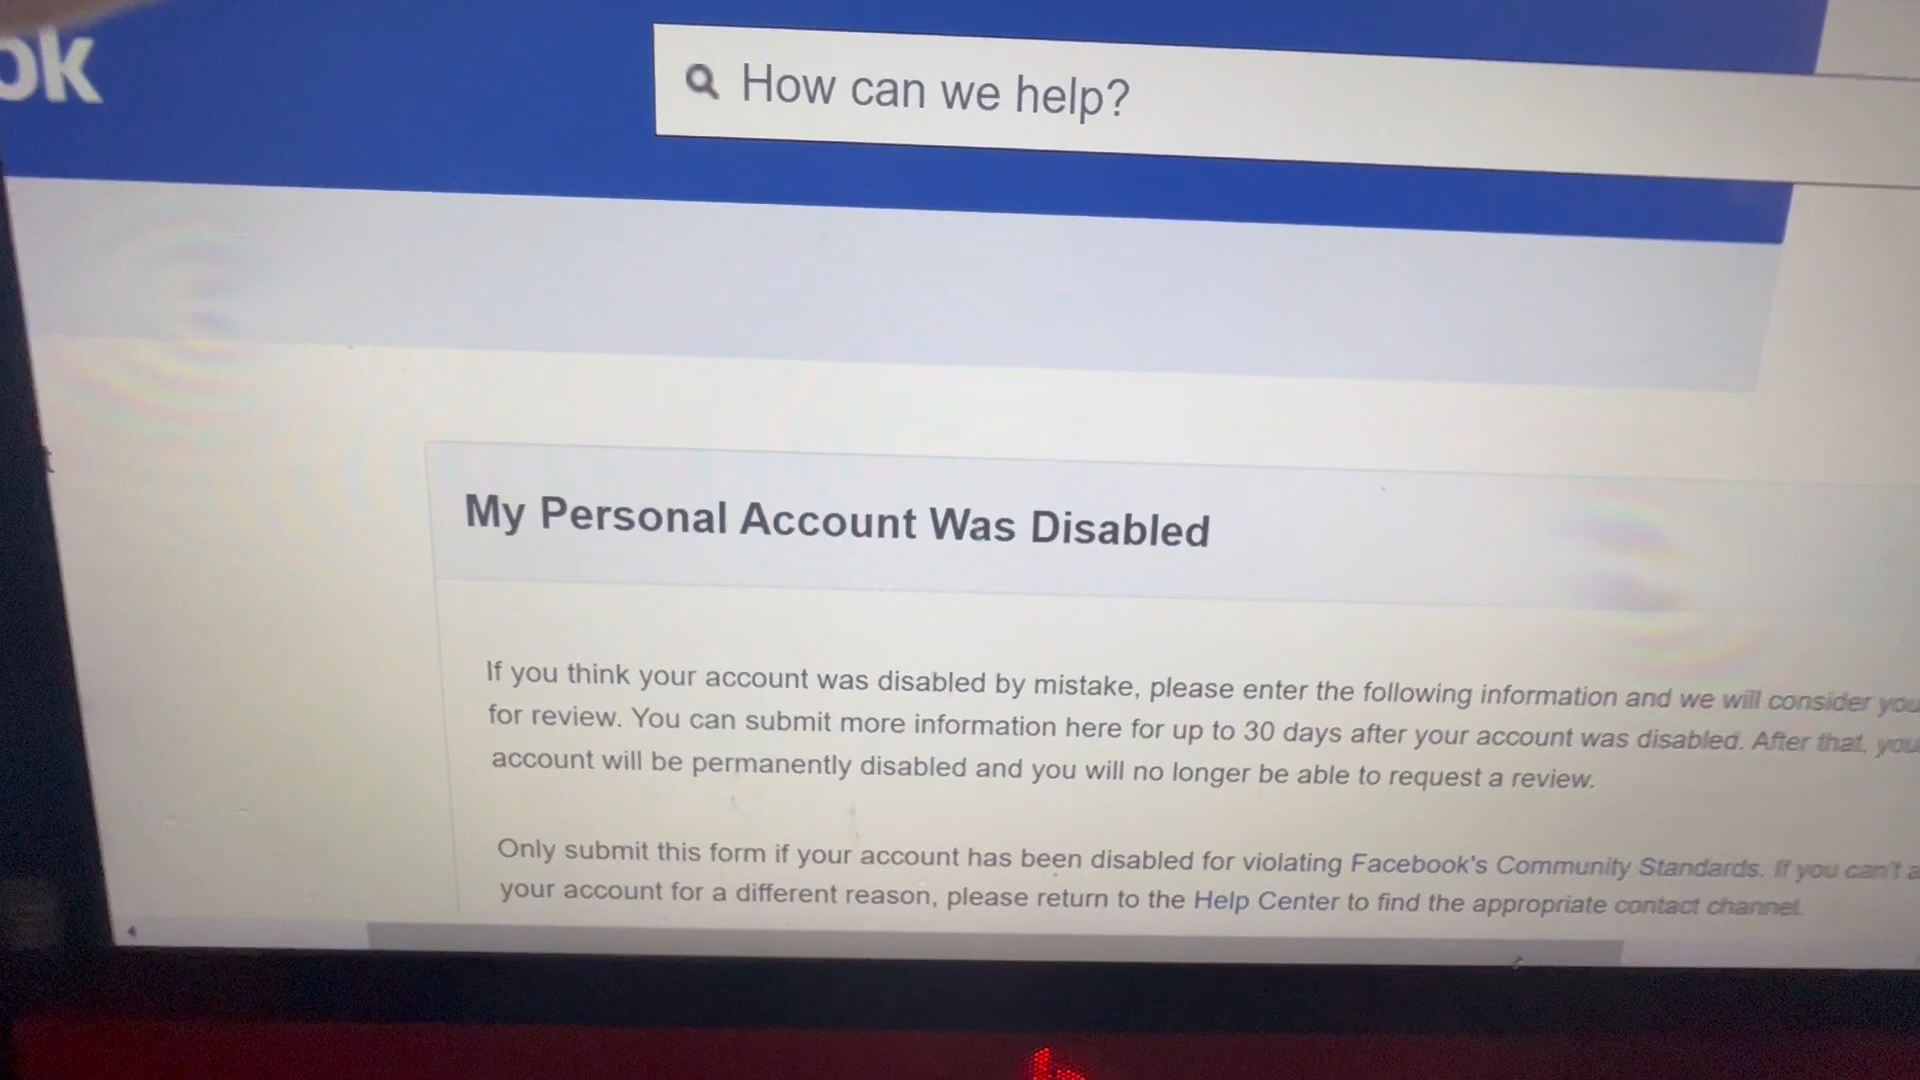 ok
How can we help?
My Personal Account Was Disabled
If you think your account was disabled by mistake, please enter the following information and we will consider you
for review. You can submit more information here for up to 30 days after your account was disabled. After that, you
account will be permanently disabled and you will no longer be able to request a review.
Only submit this form if your account has been disabled for violating Facebook's Community Standards. If you can't a
your account for a different reason, please return to the Help Center to find the appropriate contact channel.